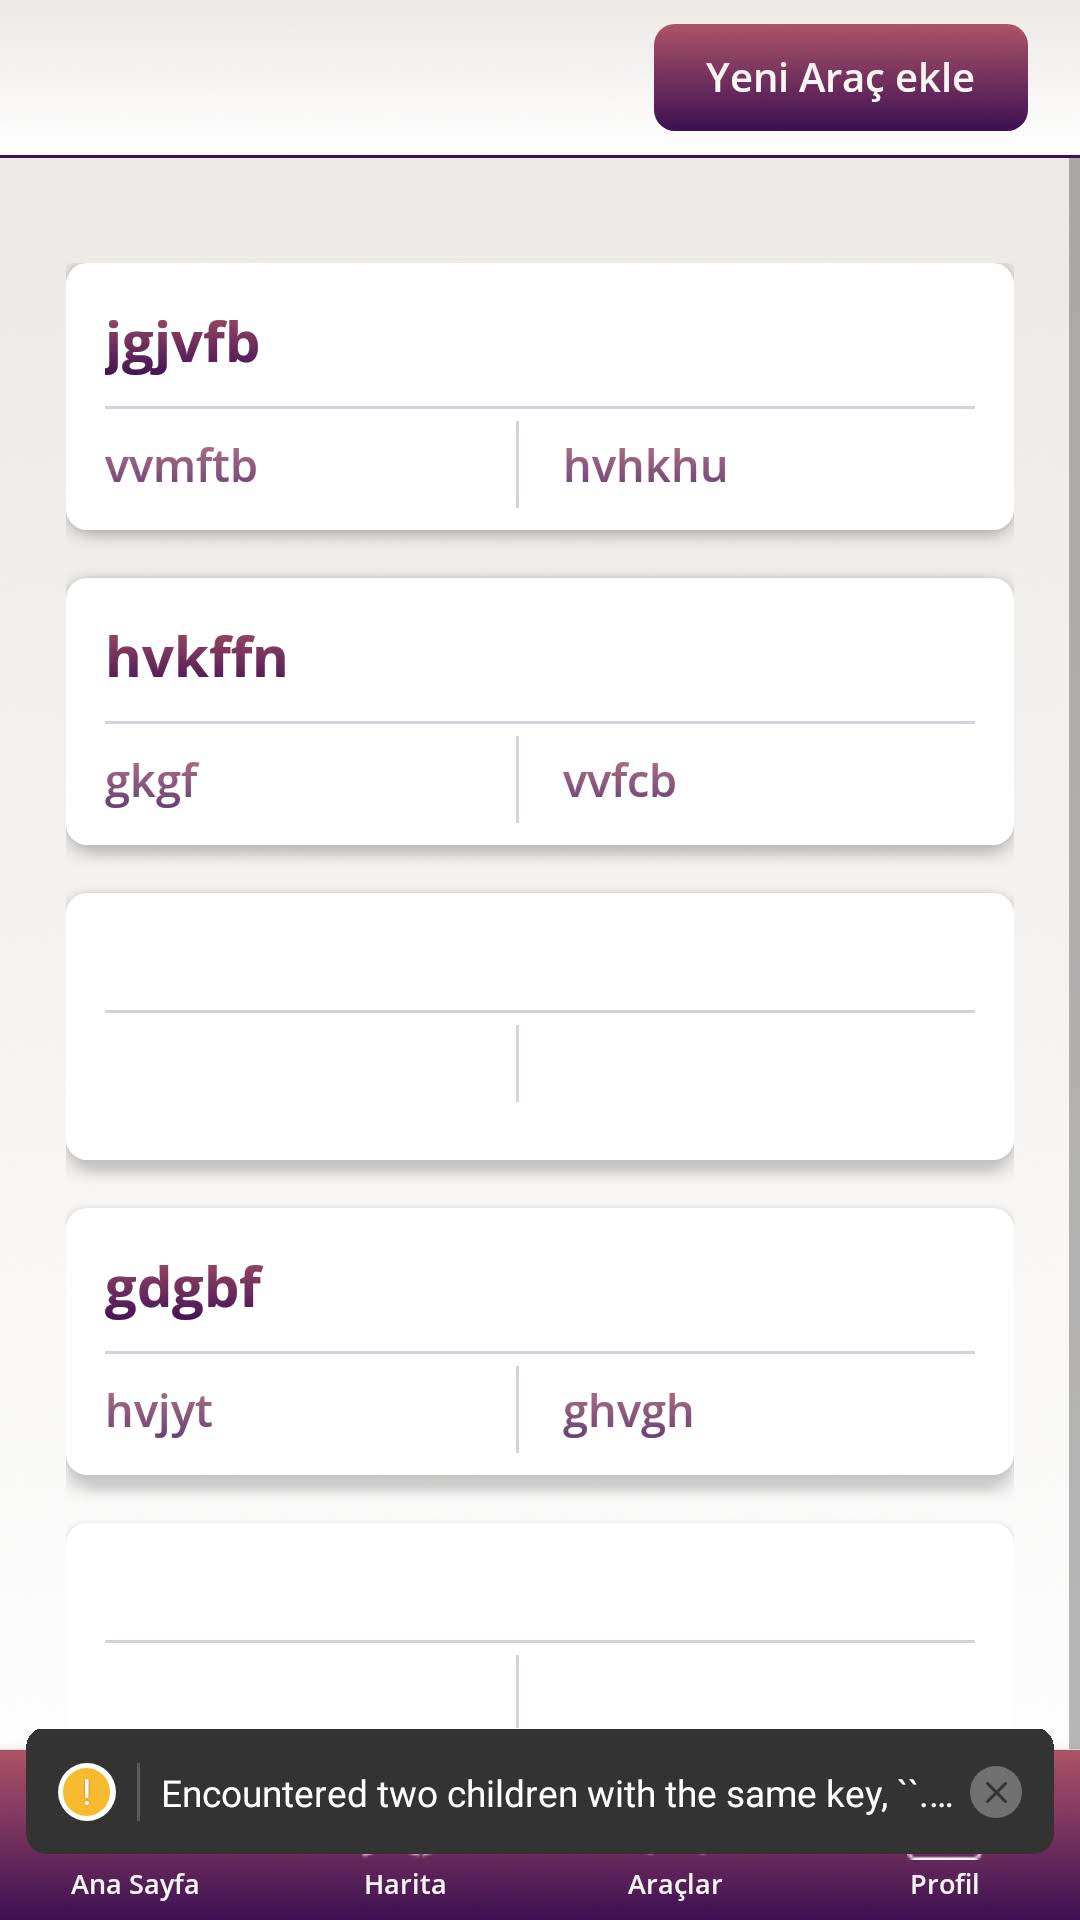 Yeni Araç ekle
jgjvfb
vvmftb
hvhkhu
hvkffn
gkgf
vvfcb
gdgbf
hvjyt
ghvgh
Encountered two children with the same key, ``.…
Ana Sayfa
Harita
Araçlar
Profil